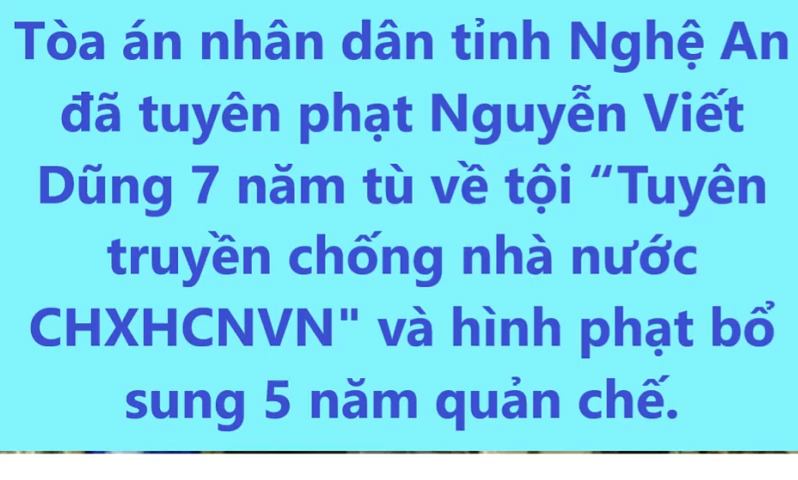 Tòa án nhân dân tỉnh Nghệ An
đã tuyên phạt Nguyễn Viết
Dũng 7 năm tù về tội “Tuyên
truyền chống nhà nước
CHXHCNVN" và hình phạt bổ
sung 5 năm quản chế.